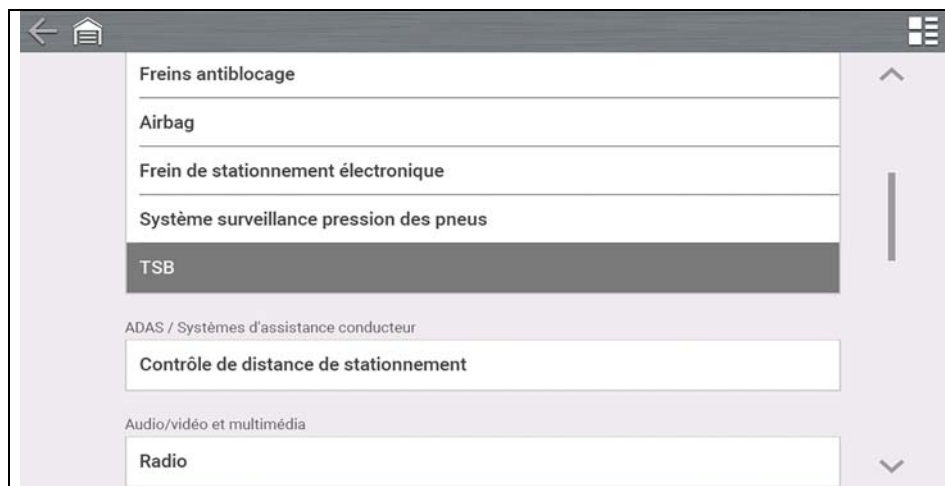 Freins antiblocage
Airbag
Frein de stationnement électronique
Système surveillance pression des pneus
TSB
ADAS / Systèmes d'assistance conducteur
Contrôle de distance de stationnement
Audio/vidéo et multimédia
Radio